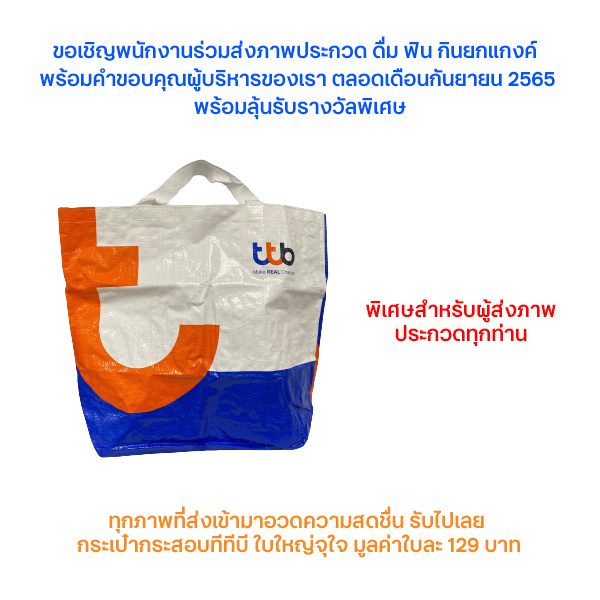 ขอเชิญพนักงานร่วมส่งภาพประกวด ดื่ม ฟิน กินยกแกงค์
พร้อมคำขอบคุณผู้บริหารของเรา ตลอดเดือนกันยายน 2565
พร้อมลุ้นรับรางวัลพิเศษ
ttb
Make REAL Change
พิเศษสำหรับผู้ส่งภาพ
ประกวดทุกท่าน
ทุกภาพที่ส่งเข้ามาอวดความสดชื่น รับไปเลย
กระเป๋ากระสอบทีทีบี ใบใหญ่จุใจ มูลค่าใบละ 129 บาท